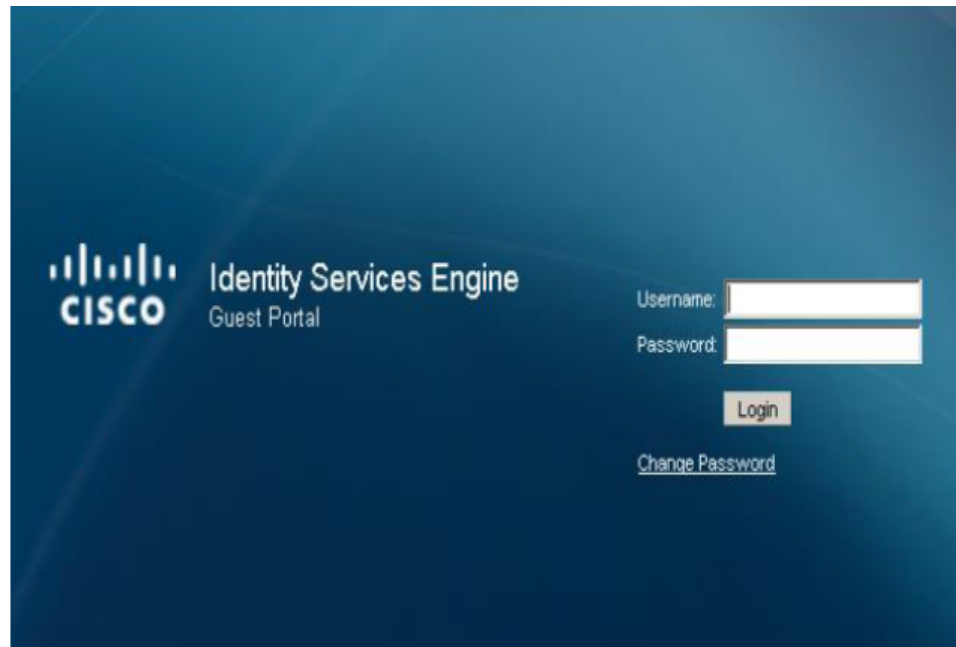 CISCO
Identity Services Engine
Guest Portal
Username:
Password:
Login
Change Password